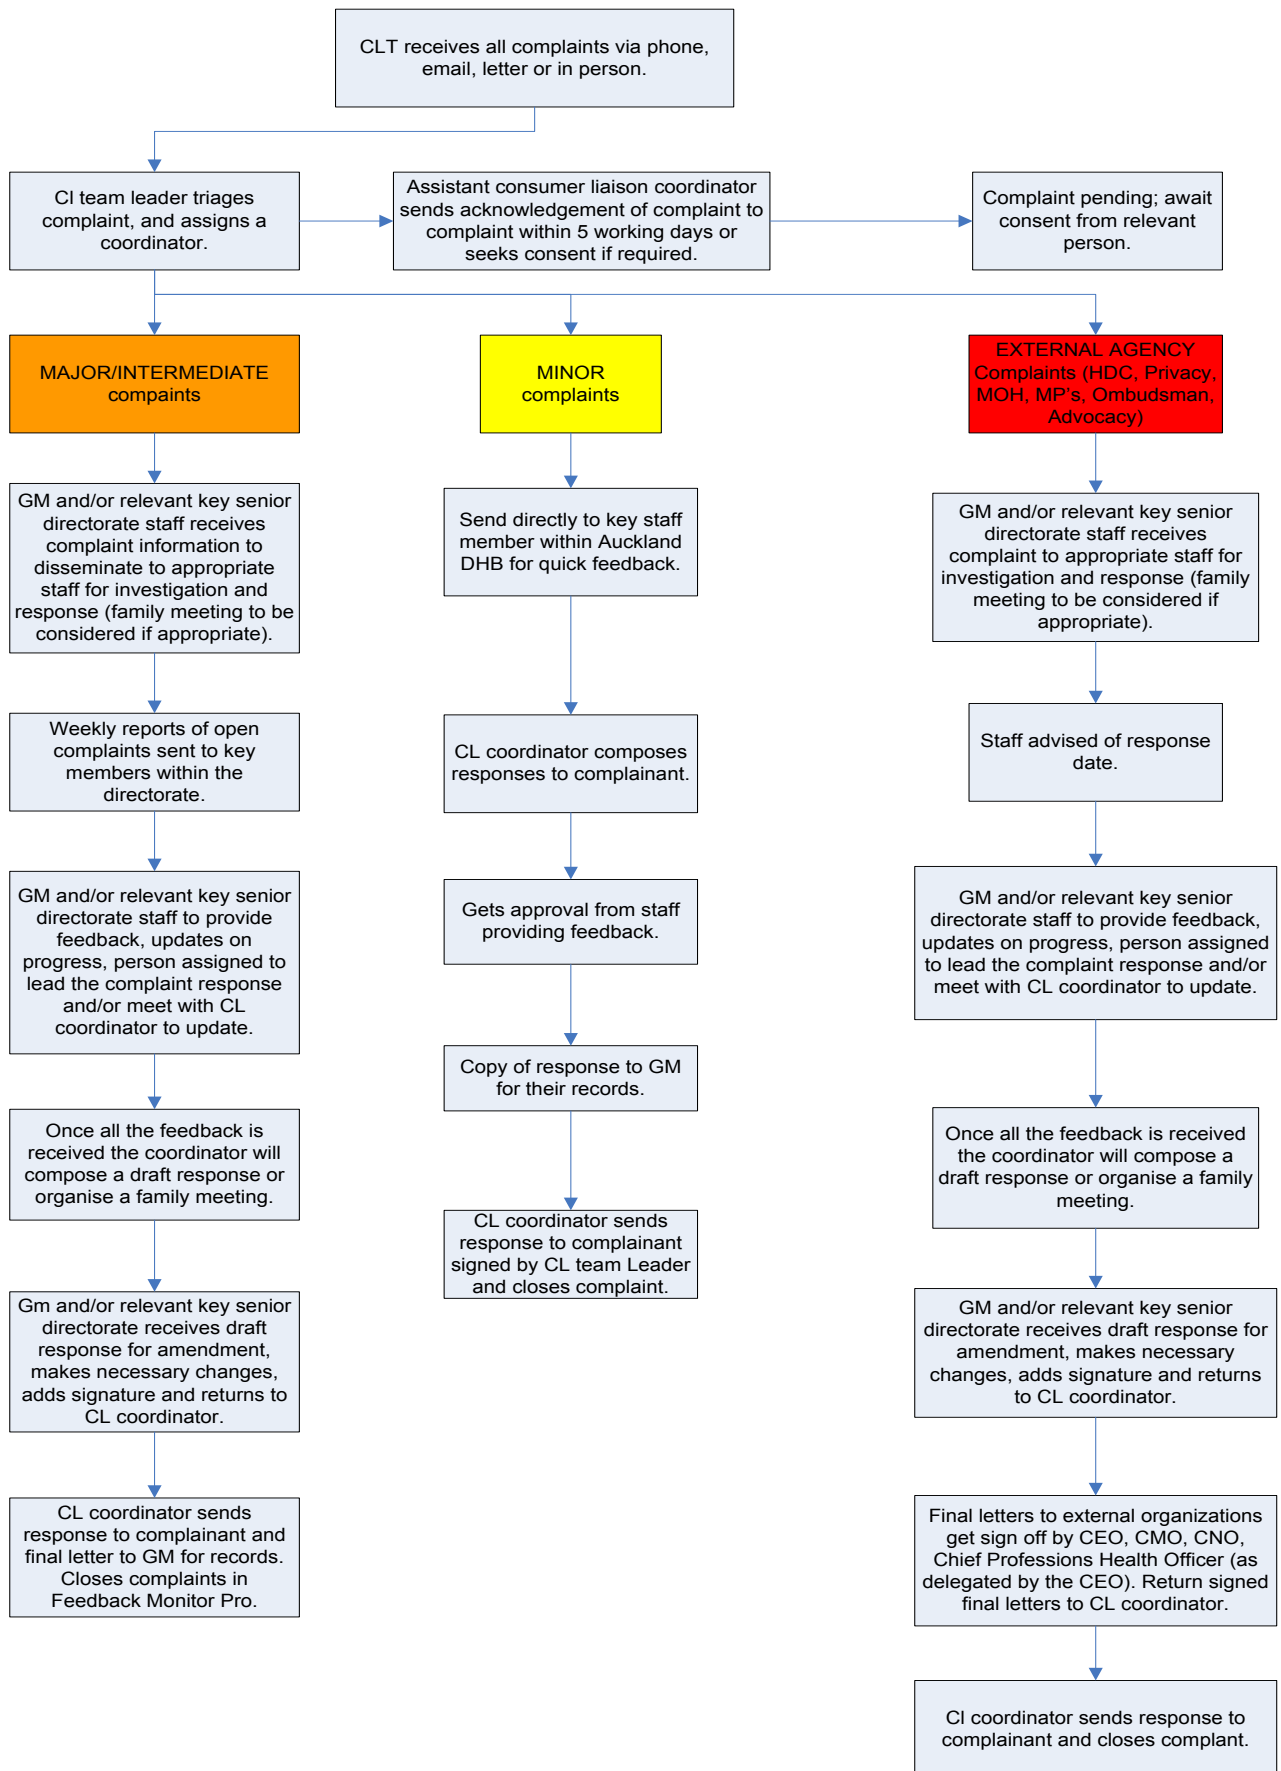 CLT receives all complaints via phone,
email, letter or in person.
CI team leader triages
complaint, and assigns a
coordinator.
Assistant consumer liaison coordinator
sends acknowledgement of complaint to
complaint within 5 working days or
seeks consent if required.
Complaint pending; await
consent from relevant
person.
MAJOR/INTERMEDIATE
compaints
GM and/or relevant key senior
directorate staff receives
complaint information to
disseminate to appropriate
staff for investigation and
response (family meeting to be
considered if appropriate).
Weekly reports of open
complaints sent to key
members within the
directorate.
GM and/or relevant key senior
directorate staff to provide
feedback, updates on
progress, person assigned to
lead the complaint response
and/or meet with CL
coordinator to update.
Once all the feedback is
received the coordinator will
compose a draft response or
organise a family meeting.
Gm and/or relevant key senior
directorate receives draft
response for amendment,
makes necessary changes,
adds signature and returns to
CL coordinator.
CL coordinator sends
response to complainant and
final letter to GM for records.
Closes complaints in
Feedback Monitor Pro.
MINOR
complaints
Send directly to key staff
member within Auckland
DHB for quick feedback.
CL coordinator composes
responses to complainant.
Gets approval from staff
providing feedback.
Copy of response to GM
for their records.
CL coordinator sends
response to complainant
signed by CL team Leader
and closes complaint.
EXTERNAL AGENCY
Complaints (HDC, Privacy,
MOH, MP's, Ombudsman,
Advocacy)
GM and/or relevant key senior
directorate staff receives
complaint to appropriate staff for
investigation and response (family
meeting to be considered if
appropriate).
Staff advised of response
date.
GM and/or relevant key senior
directorate staff to provide feedback,
updates on progress, person assigned
to lead the complaint response and/or
meet with CL coordinator to update.
Once all the feedback is received
the coordinator will compose a
draft response or organise a family
meeting.
GM and/or relevant key senior
directorate receives draft response for
amendment, makes necessary
changes, adds signature and returns
to CL coordinator.
Final letters to external organizations
get sign off by CEO, CMO, CNO,
Chief Professions Health Officer (as
delegated by the CEO). Return signed
final letters to CL coordinator.
Cl coordinator sends response to
complainant and closes complant.